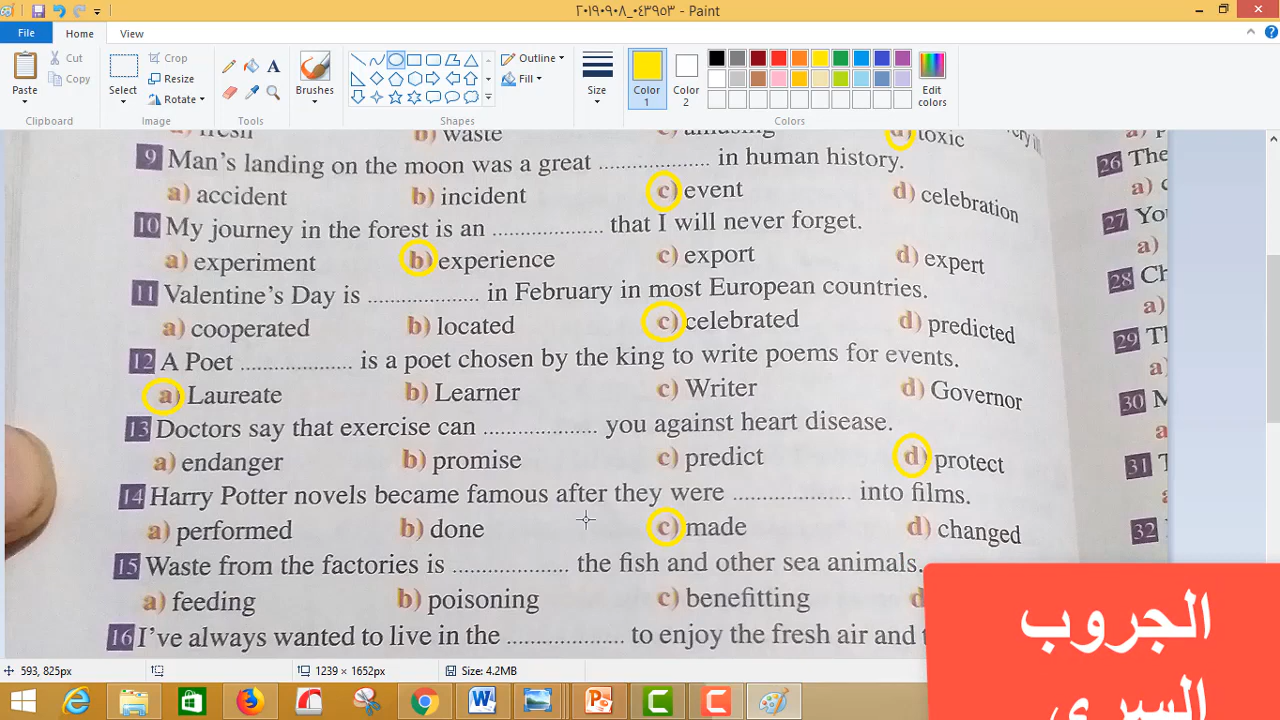 ٢٠١٩٠٩٠٨_٠٤٣٩٥٣ - Paint
File Home View
Cut
Copy
Paste
Clipboard
Select
Crop
Resize
Rotate
Image
Tools
Brushes
Outline
Fill
Shapes
Size
Color 1
Color 2
Edit colors
Colors
a) fresh b) waste c) amusing d) toxic
9 Man's landing on the moon was a great .................... in human history.
a) accident b) incident c) event d) celebration
10 My journey in the forest is an .................... that I will never forget.
a) experiment b) experience c) export d) expert
11 Valentine's Day is .................... in February in most European countries.
a) cooperated b) located c) celebrated d) predicted
12 A Poet .................... is a poet chosen by the king to write poems for events.
a) Laureate b) Learner c) Writer d) Governor
13 Doctors say that exercise can .................... you against heart disease.
a) endanger b) promise c) predict d) protect
14 Harry Potter novels became famous after they were .................... into films.
a) performed b) done c) made d) changed
15 Waste from the factories is .................... the fish and other sea animals.
a) feeding b) poisoning c) benefitting
16 I've always wanted to live in the .................... to enjoy the fresh air and
26 The
a)
27 You
a)
28 Ch
a)
29 Th
a)
30 M
a)
31 T
a)
32
الجروب
السري
593, 825px
1239 × 1652px
Size: 4.2MB